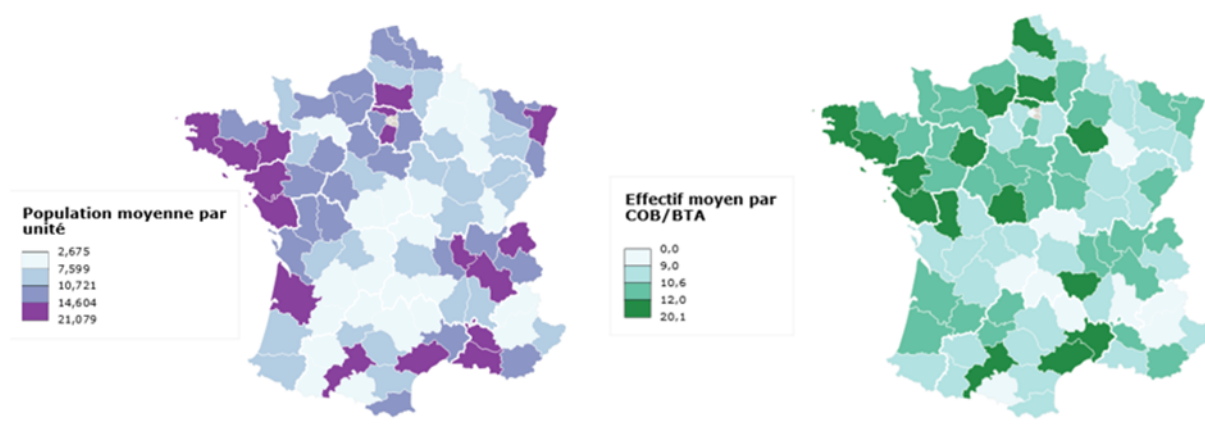 Population moyenne par
unité
2,675
7,599
10,721
14,604
21,079
Effectif moyen par
COB/BTA
0,0
9,0
10,6
12,0
20,1